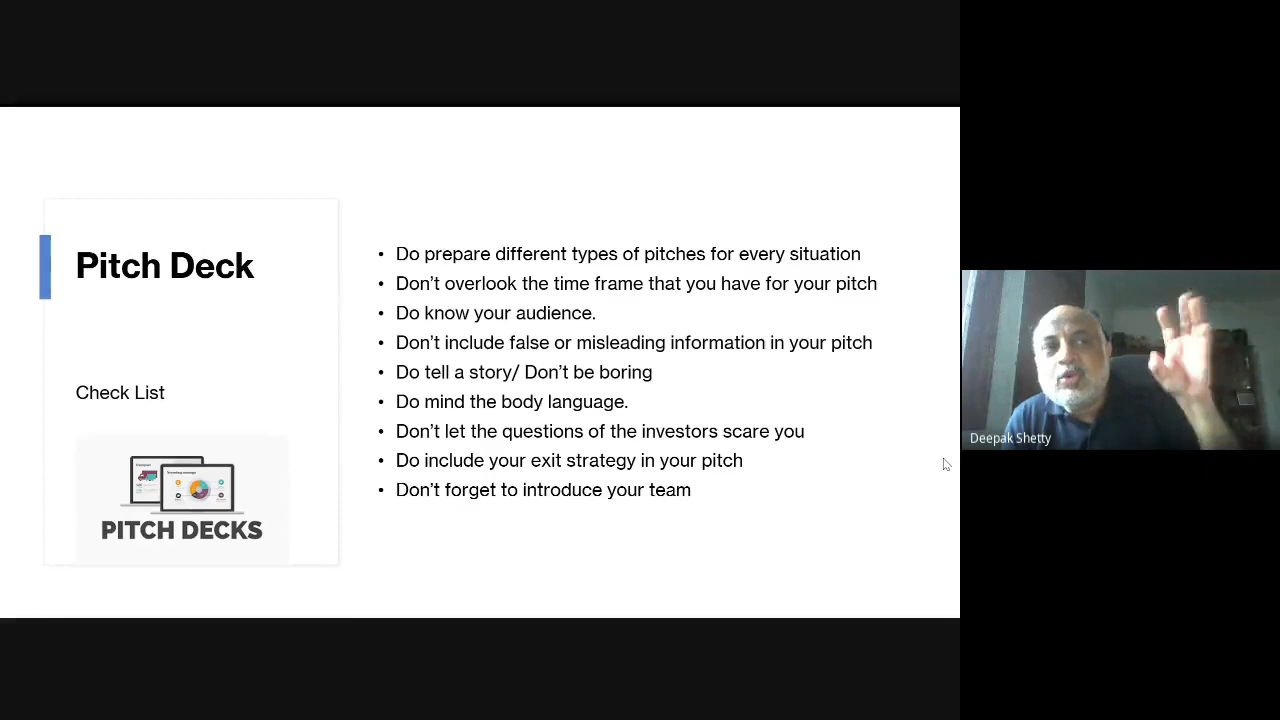 Pitch Deck
Check List
PITCH DECKS
• Do prepare different types of pitches for every situation
• Don't overlook the time frame that you have for your pitch
• Do know your audience.
• Don't include false or misleading information in your pitch
• Do tell a story/ Don't be boring
• Do mind the body language.
• Don't let the questions of the investors scare you
• Do include your exit strategy in your pitch
• Don't forget to introduce your team
Deepak Shetty